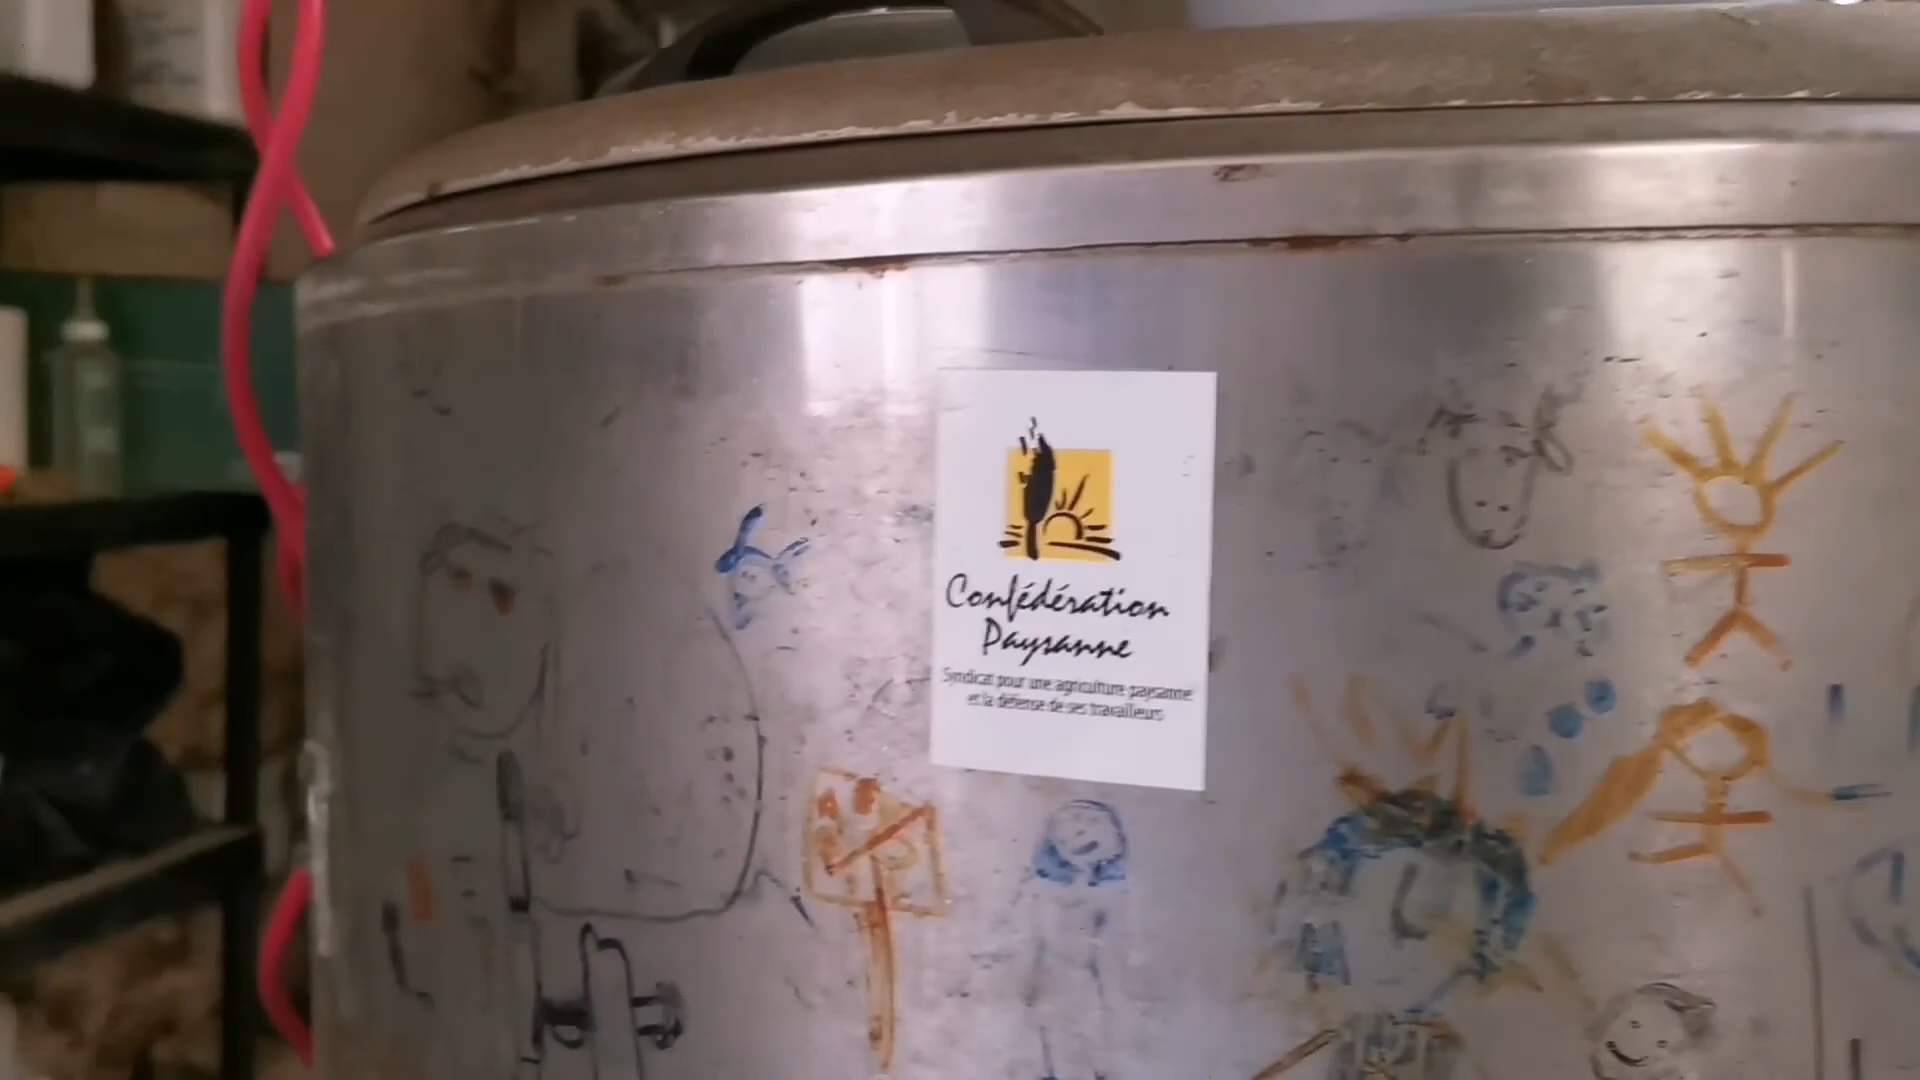 Confédération
Paysanne
Syndicat pour une agriculture paysanne
et la défense de ses travailleurs